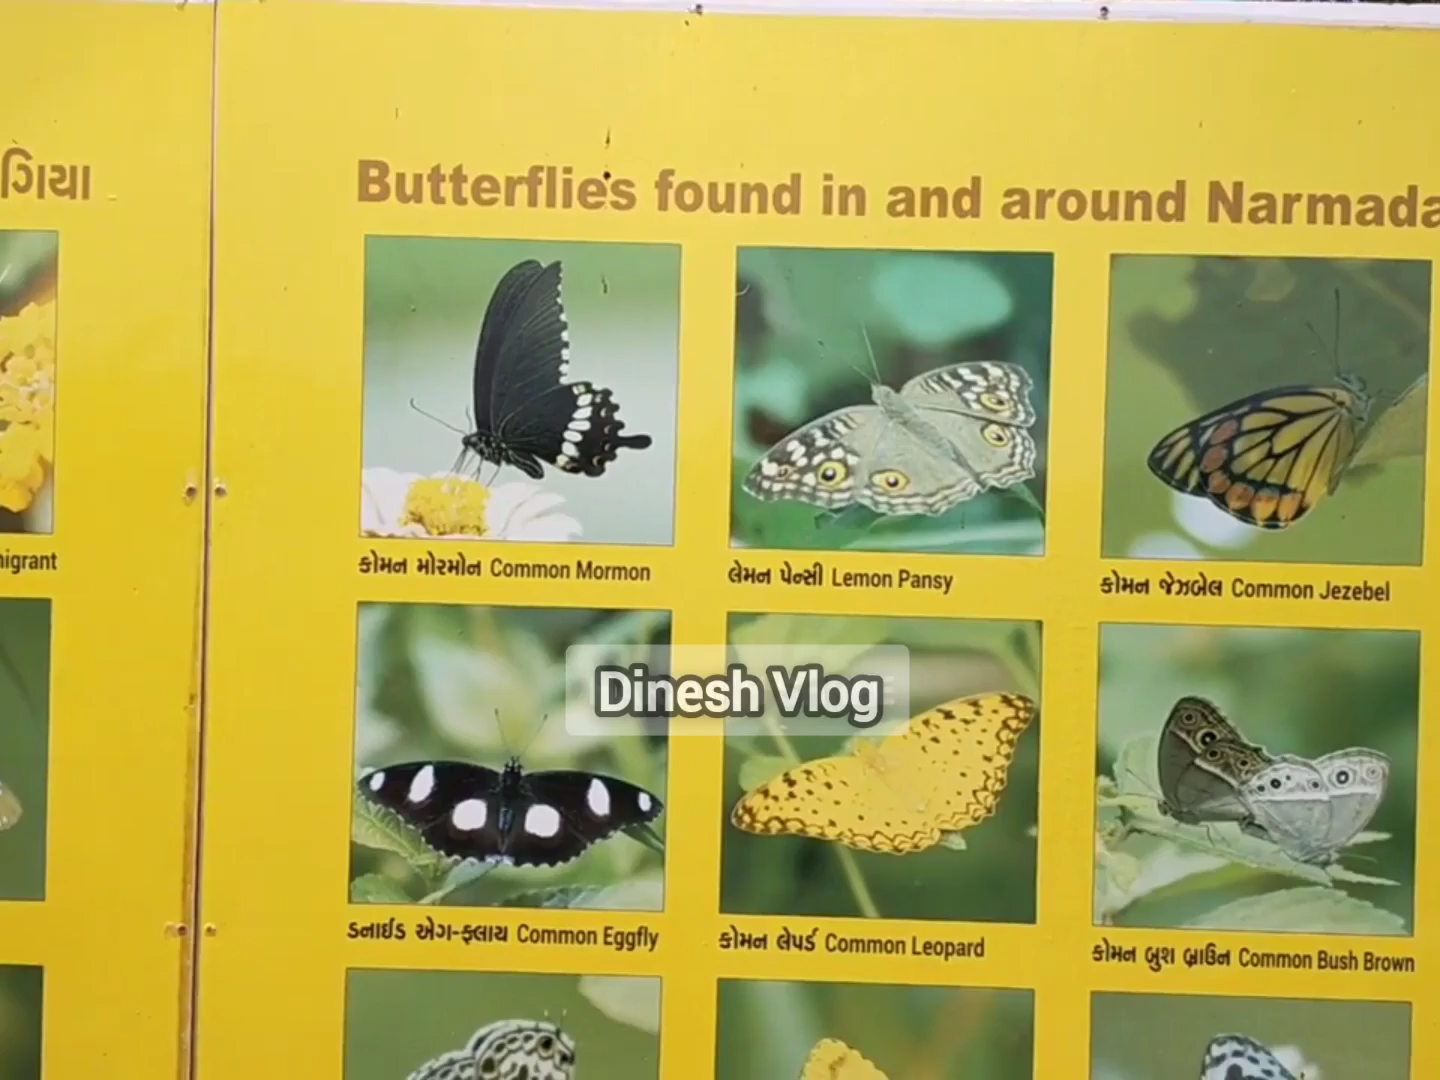 ગિયા
Butterflies found in and around Narmada
igrant
કોમન મોરમોન Common Mormon
લેમન પેન્સી Lemon Pansy
કોમન જેઝબેલ Common Jezebel
Dinesh Vlog
ડનાઈડ એગ-ફ્લાય Common Eggfly
કોમન લેપર્ડ Common Leopard
કોમન બુશ બ્રાઉન Common Bush Brown